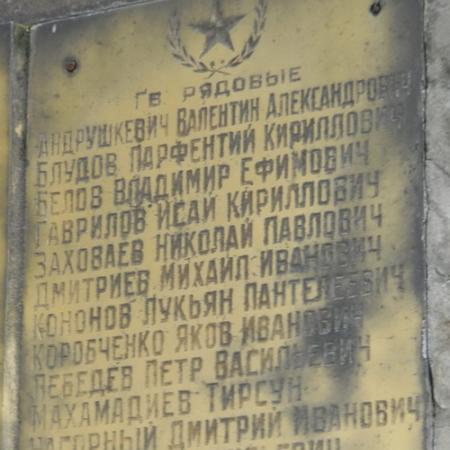 Гв. РЯДОВЫЕ
АНДРУШКЕВИЧ ВАЛЕНТИН АЛЕКСАНДРОВИЧ
БЛУДОВ ПАРФЕНТИЙ КИРИЛЛОВИЧ
БЕЛОВ ВЛАДИМИР ЕФИМОВИЧ
ГАВРИЛОВ ИСАЙ КИРИЛЛОВИЧ
ЗАХОВАЕВ НИКОЛАЙ ПАВЛОВИЧ
ДМИТРИЕВ МИХАИЛ ИВАНОВИЧ
КОНОНОВ ЛУКЬЯН ПАНТЕЛЕЕВИЧ
КОРОБЧЕНКО ЯКОВ ИВАНОВИЧ
ЛЕБЕДЕВ ПЕТР ВАСИЛЬЕВИЧ
МАХАМАДИЕВ ТИРСУН
НАГОРНЫЙ ДМИТРИЙ ИВАНОВИЧ